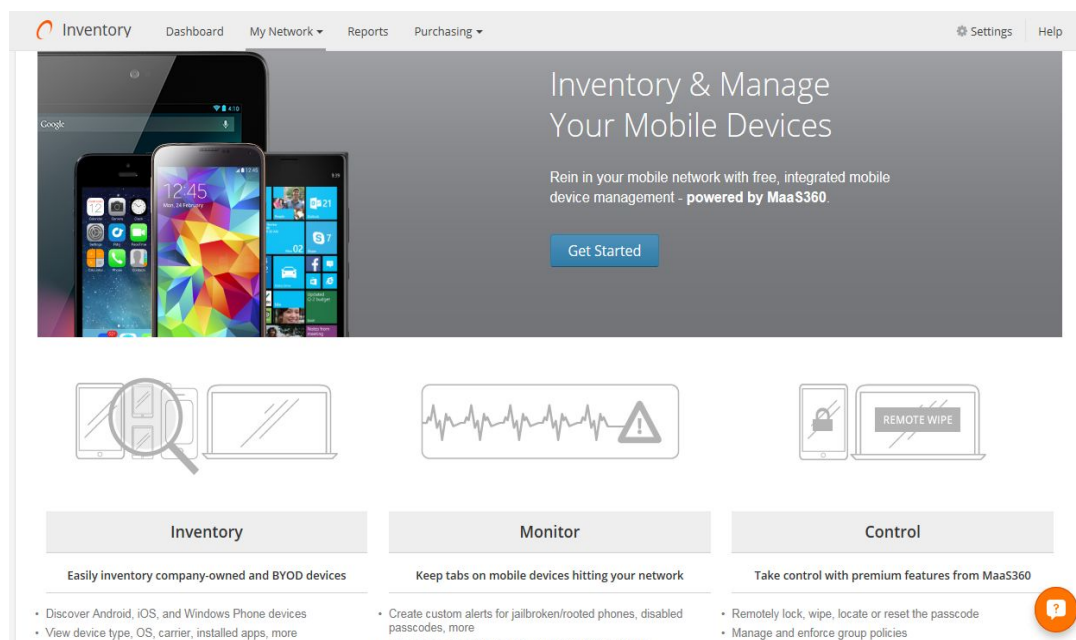 Inventory Dashboard My Network Reports Purchasing Settings Help
Google
4:10
12:45
Mon, 24 February
Inventory & Manage
Your Mobile Devices
Rein in your mobile network with free, integrated mobile
device management - powered by MaaS360.
Get Started
REMOTE WIPE
Inventory
Easily inventory company-owned and BYOD devices
• Discover Android, iOS, and Windows Phone devices
• View device type, OS, carrier, installed apps, more
Monitor
Keep tabs on mobile devices hitting your network
• Create custom alerts for jailbroken/rooted phones, disabled
passcodes, more
Control
Take control with premium features from MaaS360
• Remotely lock, wipe, locate or reset the passcode
• Manage and enforce group policies